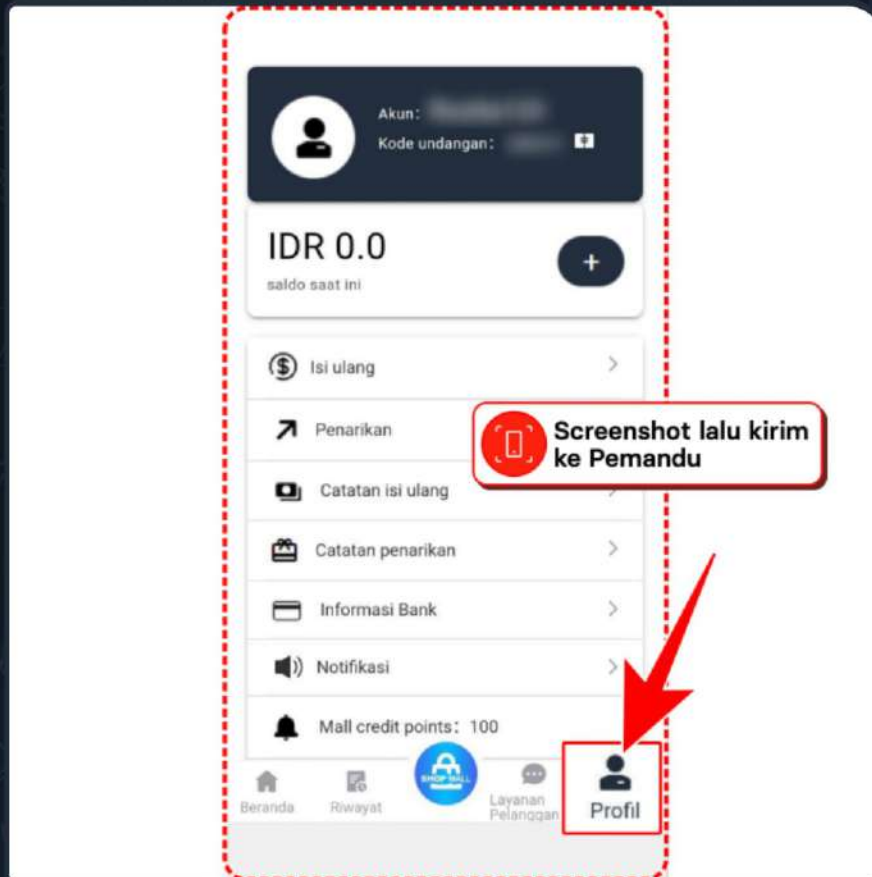 Akun:
Kode undangan:
IDR 0.0
saldo saat ini
+
Isi ulang
Penarikan
Screenshot lalu kirim
ke Pemandu
Catatan isi ulang
Catatan penarikan
Informasi Bank
Notifikasi
Mall credit points: 100
SHOP MALL
Beranda
Riwayat
Layanan
Pelanggan
Profil